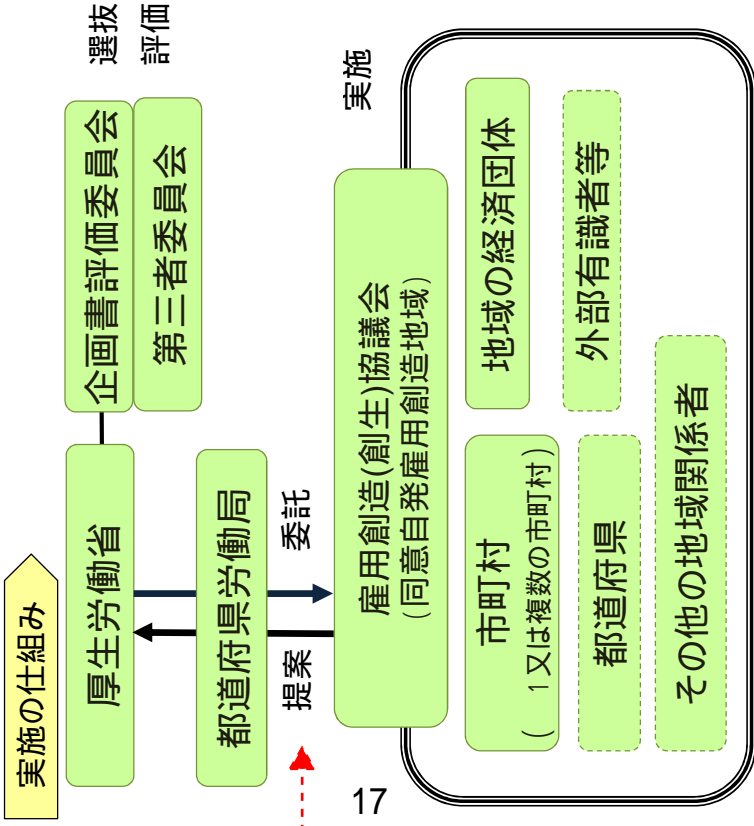 実施の仕組み
厚生労働省
企画書評価委員会
第三者委員会
選抜
評価
都道府県労働局
提案
委託
雇用創造(創生)協議会
(同意自発雇用創造地域)
実施
市町村
( 1又は複数の市町村)
地域の経済団体
都道府県
外部有識者等
その他の地域関係者
17